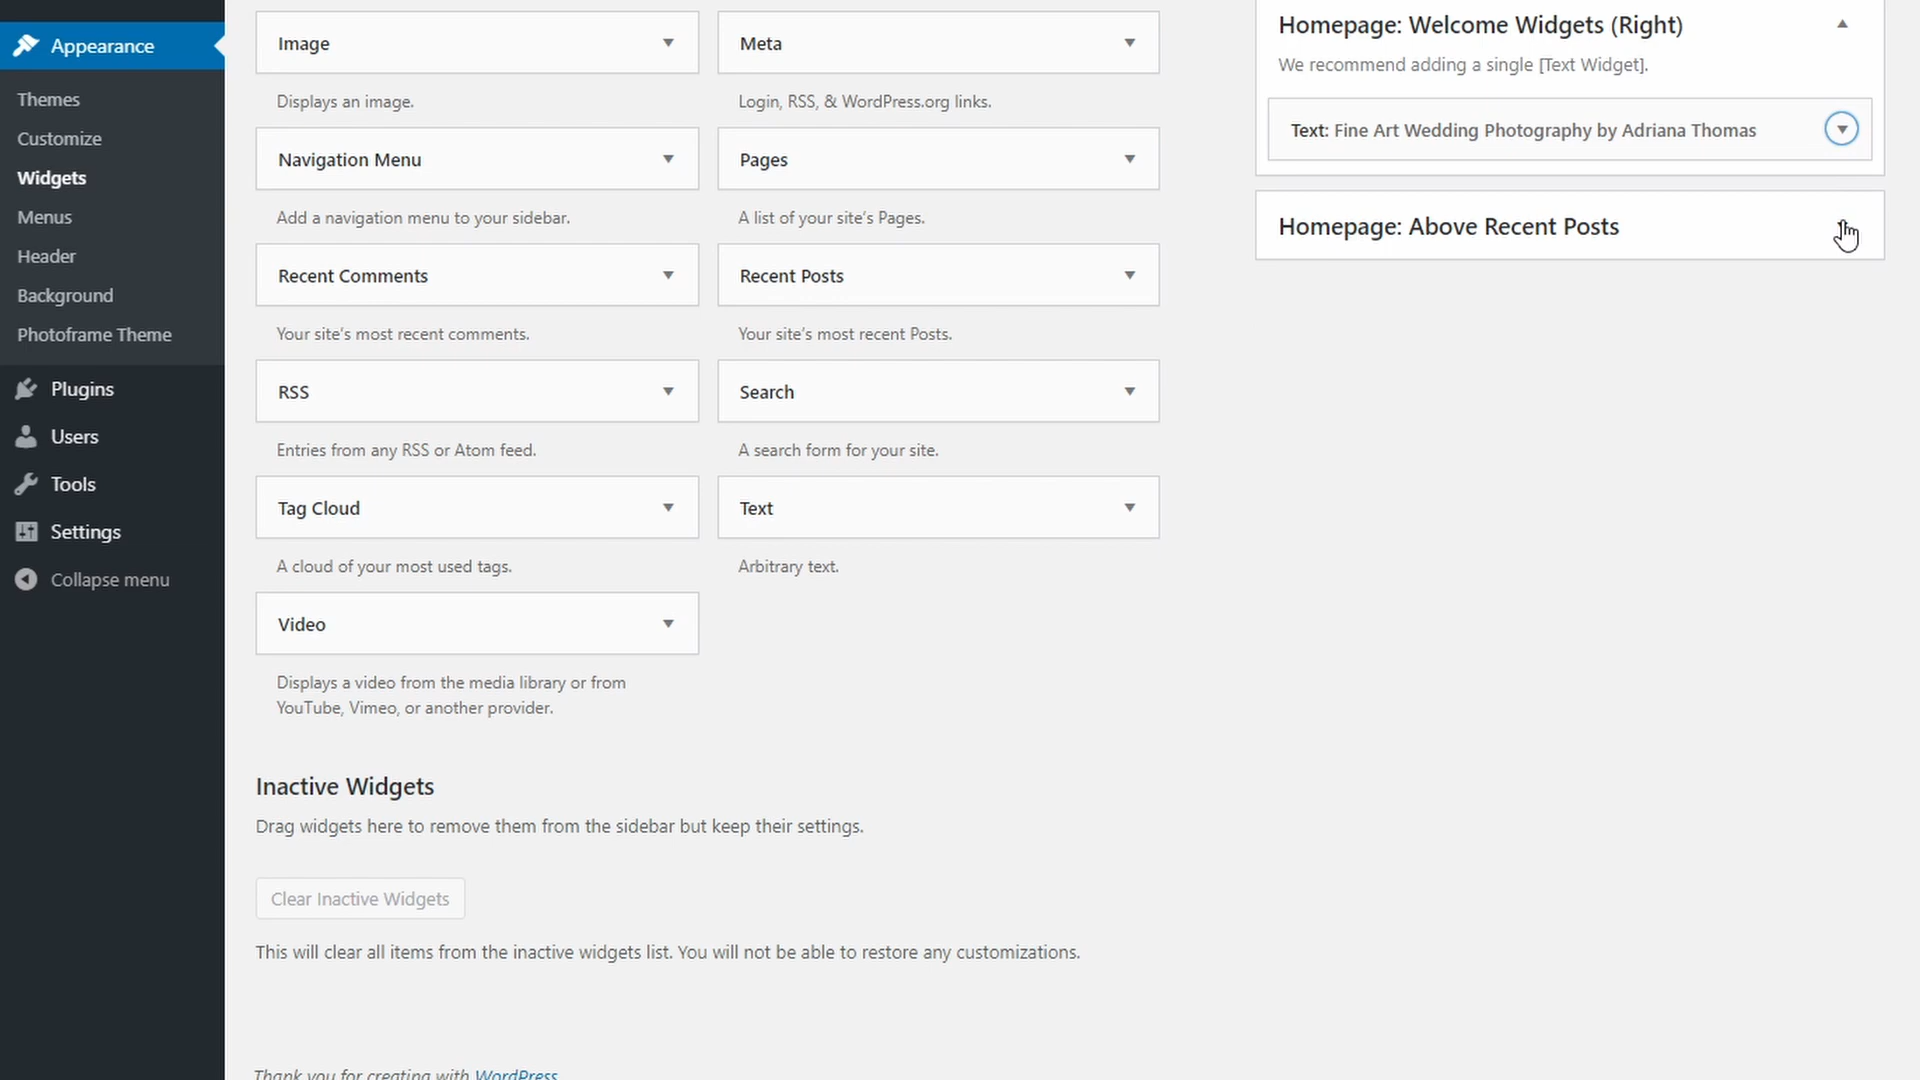 Appearance
Themes
Customize
Widgets
Menus
Header
Background
Photoframe Theme
Plugins
Users
Tools
Settings
Collapse menu
Image
Meta
Displays an image.
Login, RSS, & WordPress.org links.
Navigation Menu
Pages
Add a navigation menu to your sidebar.
A list of your site's Pages.
Recent Comments
Recent Posts
Your site's most recent comments.
Your site's most recent Posts.
RSS
Search
Entries from any RSS or Atom feed.
A search form for your site.
Tag Cloud
Text
A cloud of your most used tags.
Arbitrary text.
Video
Displays a video from the media library or from
YouTube, Vimeo, or another provider.
Inactive Widgets
Drag widgets here to remove them from the sidebar but keep their settings.
Clear Inactive Widgets
This will clear all items from the inactive widgets list. You will not be able to restore any customizations.
Thank you for creating with WordPress
Homepage: Welcome Widgets (Right)
We recommend adding a single [Text Widget].
Text: Fine Art Wedding Photography by Adriana Thomas
Homepage: Above Recent Posts